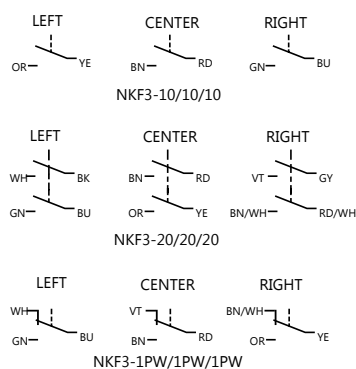 LEFT CENTER RIGHT
OR YE BN RD GN BU
NKF3-10/10/10
LEFT CENTER RIGHT
WH BK BN RD VT GY
GN BU OR YE BN/WH RD/WH
NKF3-20/20/20
LEFT CENTER RIGHT
WH VT BN/WH
GN BU BN RD OR YE
NKF3-1PW/1PW/1PW